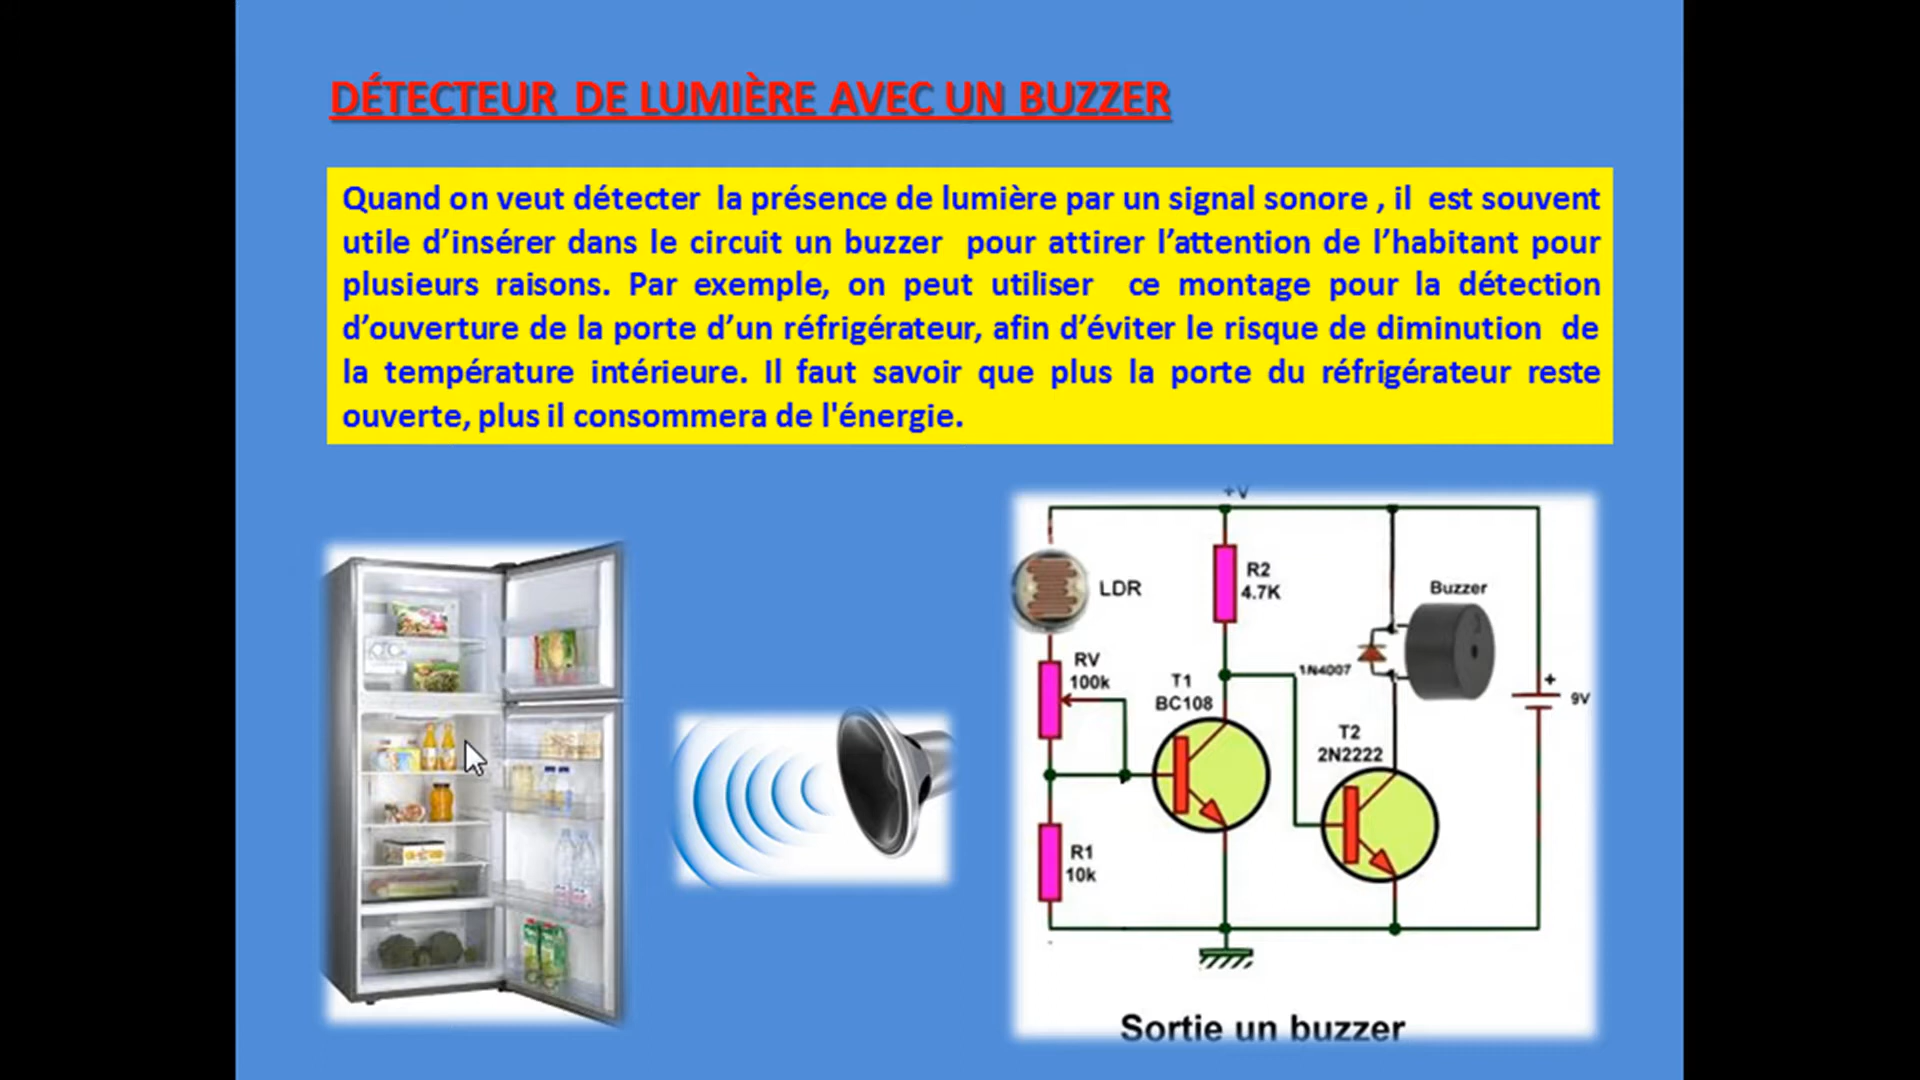 DÉTECTEUR DE LUMIÈRE AVEC UN BUZZER
Quand on veut détecter la présence de lumière par un signal sonore , il est souvent
utile d’insérer dans le circuit un buzzer pour attirer l’attention de l’habitant pour
plusieurs raisons. Par exemple, on peut utiliser ce montage pour la détection
d’ouverture de la porte d’un réfrigérateur, afin d’éviter le risque de diminution de
la température intérieure. Il faut savoir que plus la porte du réfrigérateur reste
ouverte, plus il consommera de l'énergie.
+V
LDR
R2
4.7K
Buzzer
RV
100k
1N4007
T1
BC108
+
9V
T2
2N2222
R1
10k
Sortie un buzzer